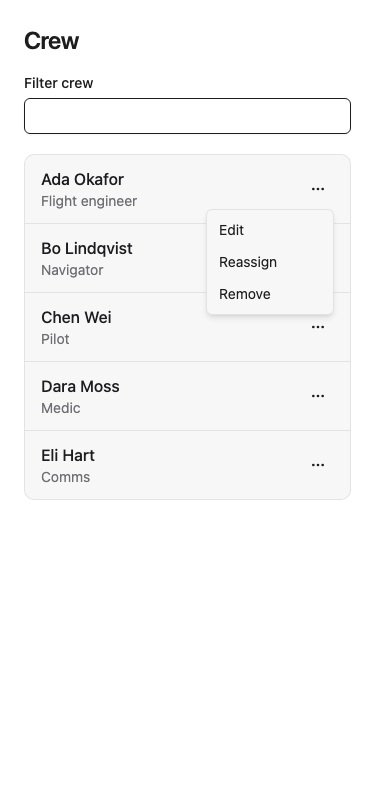 Crew
Filter crew
Ada Okafor
Flight engineer
...
Edit
Reassign
Remove
Bo Lindqvist
Navigator
Chen Wei
Pilot
...
Dara Moss
Medic
...
Eli Hart
Comms
...